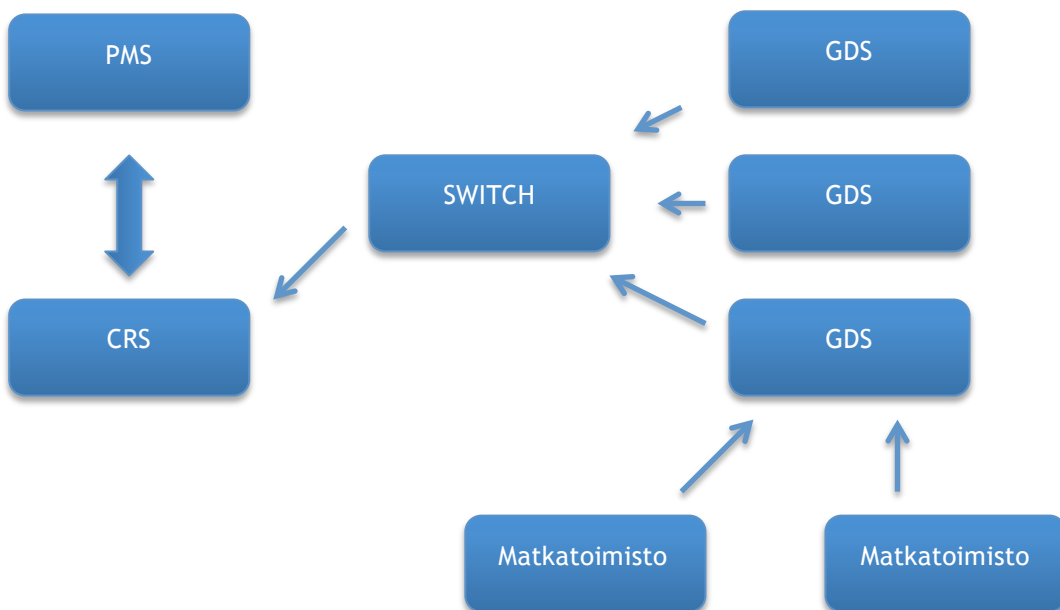 PMS
GDS
SWITCH
GDS
CRS
GDS
Matkatoimisto
Matkatoimisto